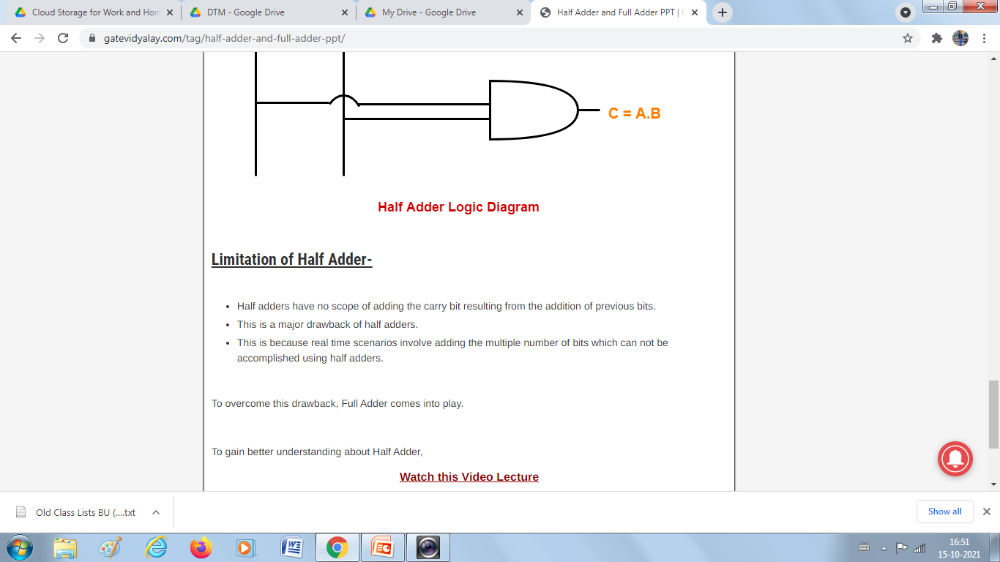 Cloud Storage for Work and Hom
DTM - Google Drive
My Drive - Google Drive
Half Adder and Full Adder PPT |
gatevidyalay.com/tag/half-adder-and-full-adder-ppt/
C = A.B
Half Adder Logic Diagram
Limitation of Half Adder-
• Half adders have no scope of adding the carry bit resulting from the addition of previous bits.
• This is a major drawback of half adders.
• This is because real time scenarios involve adding the multiple number of bits which can not be
accomplished using half adders.
To overcome this drawback, Full Adder comes into play.
To gain better understanding about Half Adder,
Watch this Video Lecture
Old Class Lists BU (....txt
Show all
16:51
15-10-2021